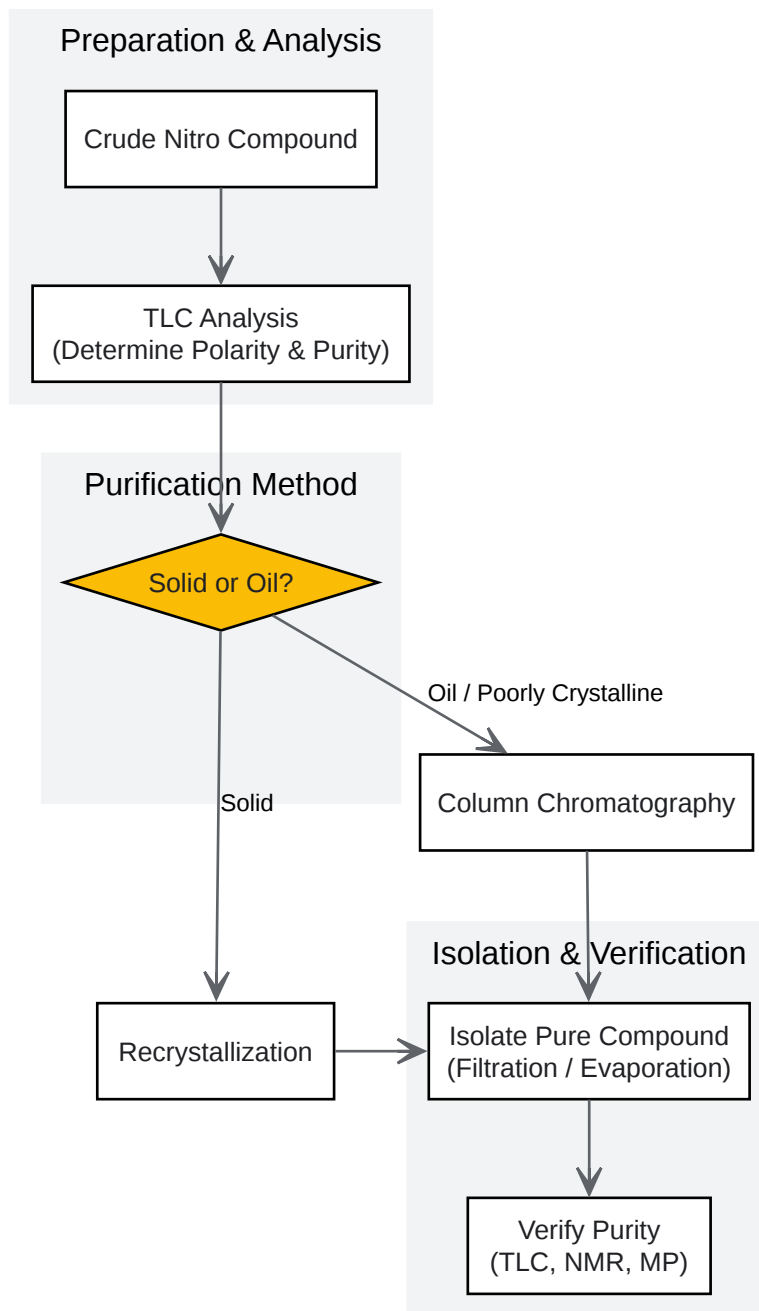 Preparation & Analysis
Crude Nitro Compound
TLC Analysis
(Determine Polarity & Purity)
Purification Method
Solid or Oil?
Oil / Poorly Crystalline
Solid
Column Chromatography
Isolation & Verification
Recrystallization
Isolate Pure Compound
(Filtration / Evaporation)
Verify Purity
(TLC, NMR, MP)